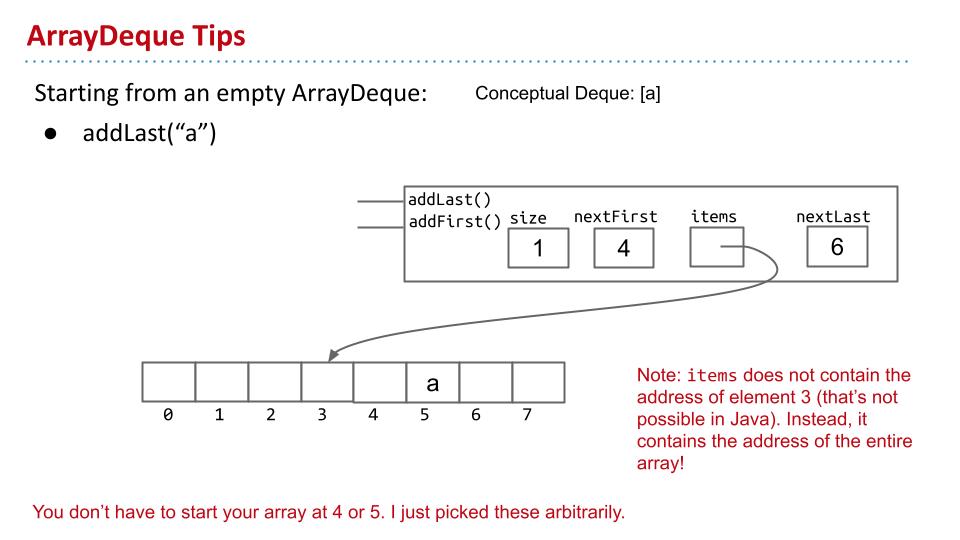 ArrayDeque Tips
Starting from an empty ArrayDeque:
Conceptual Deque: [a]
● addLast(“a”)
addLast()
addFirst()
size
nextFirst
items
nextLast
1
4
6
a
0 1 2 3 4 5 6 7
Note: items does not contain the
address of element 3 (that’s not
possible in Java). Instead, it
contains the address of the entire
array!
You don’t have to start your array at 4 or 5. I just picked these arbitrarily.